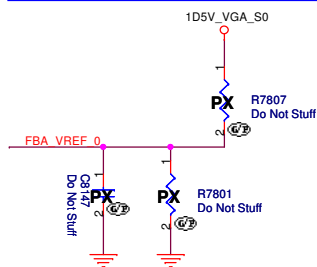 1D5V_VGA_S0
1
PX
R7807
Do Not Stuff
2
G/P
FBA_VREF_0
1
C8147
Do Not Stuff
PX
2
G/P
1
PX
R7801
Do Not Stuff
2
G/P